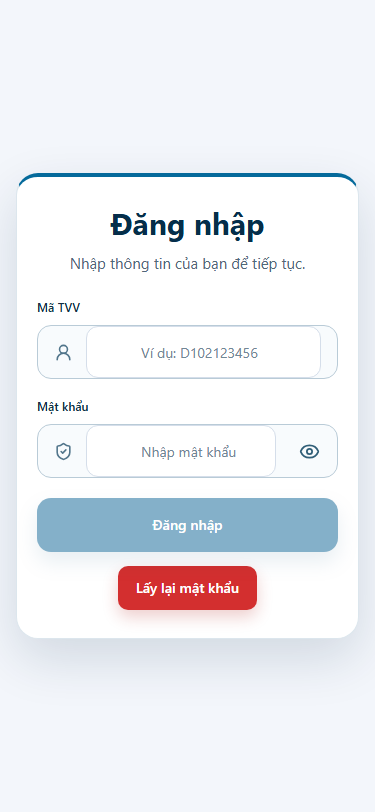 Đăng nhập
Nhập thông tin của bạn để tiếp tục.
Mã TVV
Ví dụ: D102123456
Mật khẩu
Nhập mật khẩu
Đăng nhập
Lấy lại mật khẩu